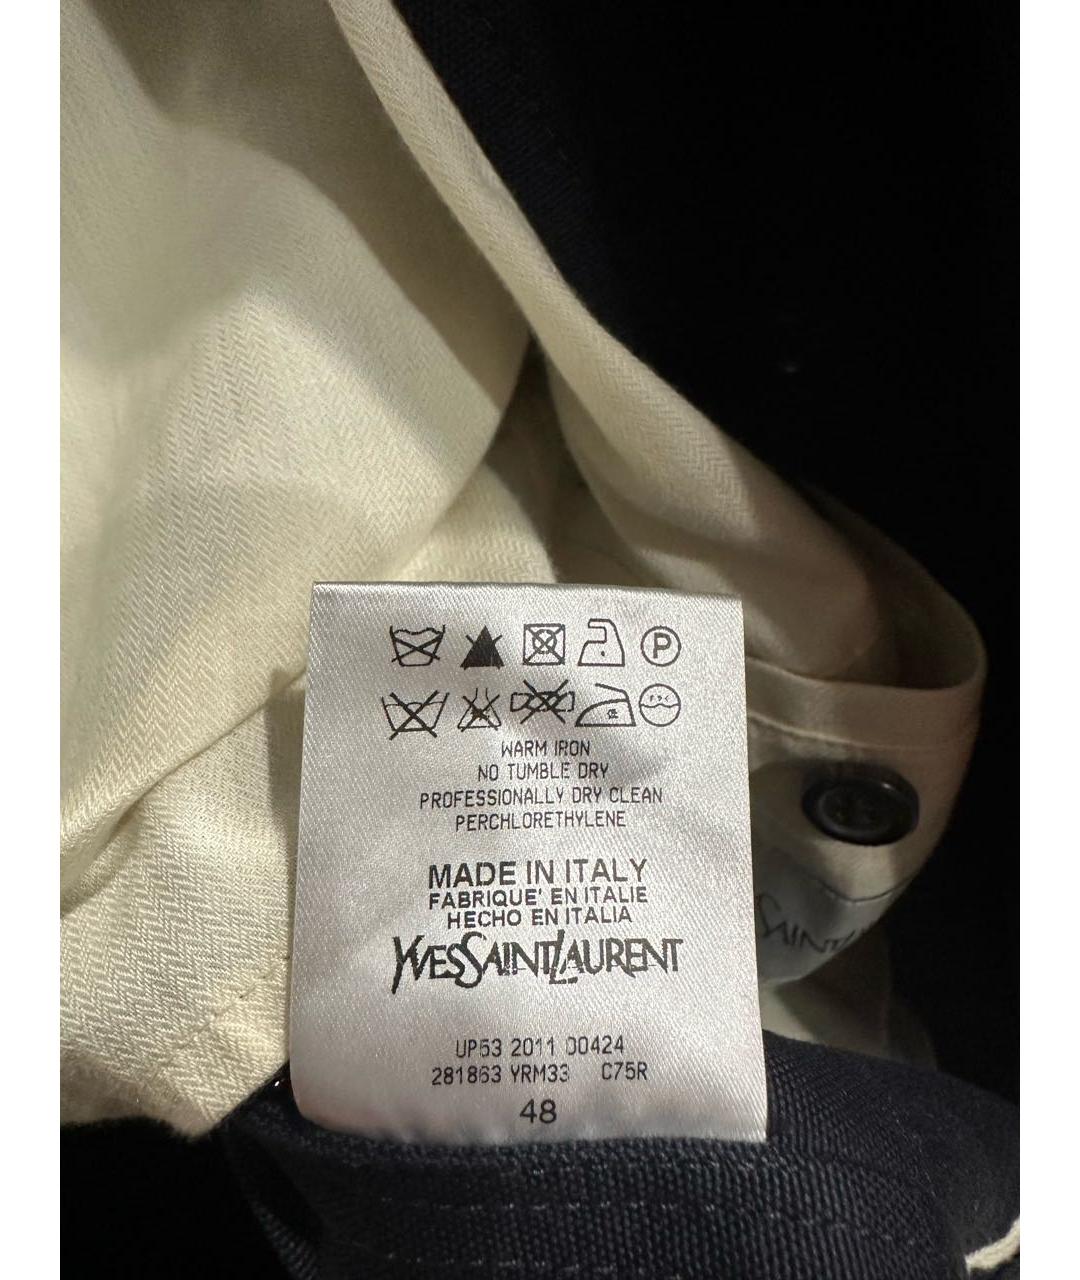 P
WARM IRON
NO TUMBLE DRY
PROFESSIONALLY DRY CLEAN
PERCHLORETHYLENE
MADE IN ITALY
FABRIQUE' EN ITALIE
HECHO EN ITALIA
YVESSAINTLAURENT
UP53 2011 00424
281863 YRM33 C75R
48
SAINT